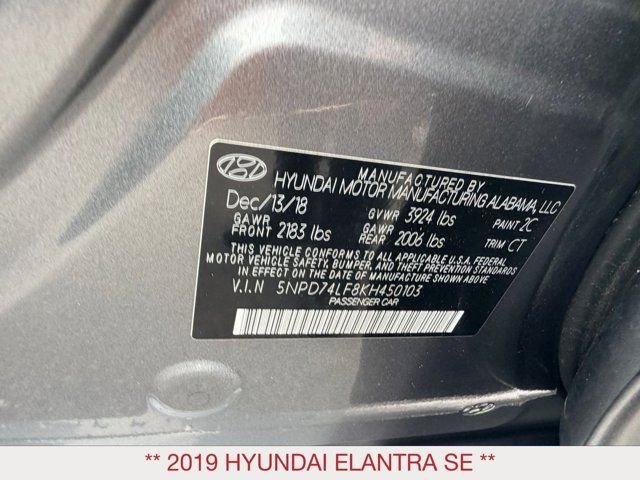 MANUFACTURED BY
HYUNDAI MOTOR MANUFACTURING ALABAMA, LLC
Dec/13/18 GVWR 3924 lbs PAINT 2C
GAWR FRONT 2183 lbs GAWR REAR 2006 lbs TRIM CT
THIS VEHICLE CONFORMS TO ALL APPLICABLE U.S.A. FEDERAL
MOTOR VEHICLE SAFETY, BUMPER, AND THEFT PREVENTION
STANDARDS IN EFFECT ON THE DATE OF MANUFACTURE SHOWN ABOVE.
V.I.N 5NPD74LF8KH450103
PASSENGER CAR
** 2019 HYUNDAI ELANTRA SE **